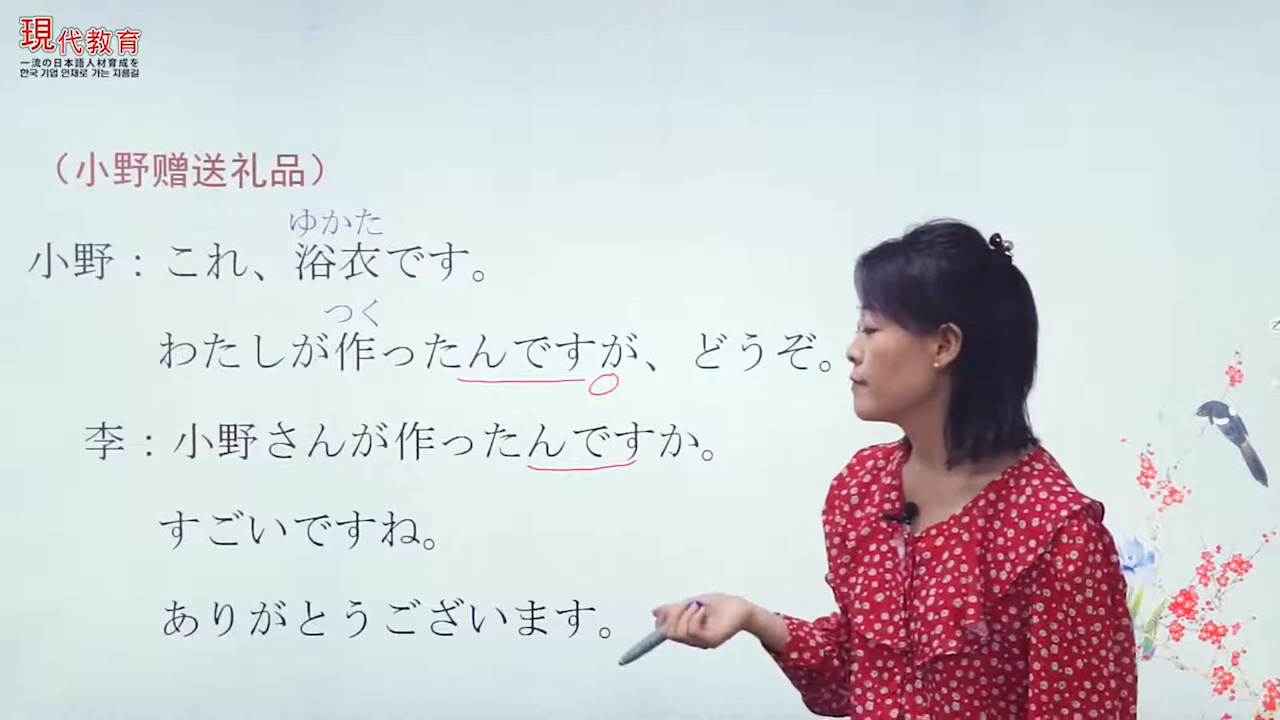 現代教育
一流の日本語人材育成を
한국 기업 인재로 가는 지름길
（小野赠送礼品）
ゆかた
小野：これ、浴衣です。
つく
わたしが作ったんですが、どうぞ。
李：小野さんが作ったんですか。
すごいですね。
ありがとうございます。